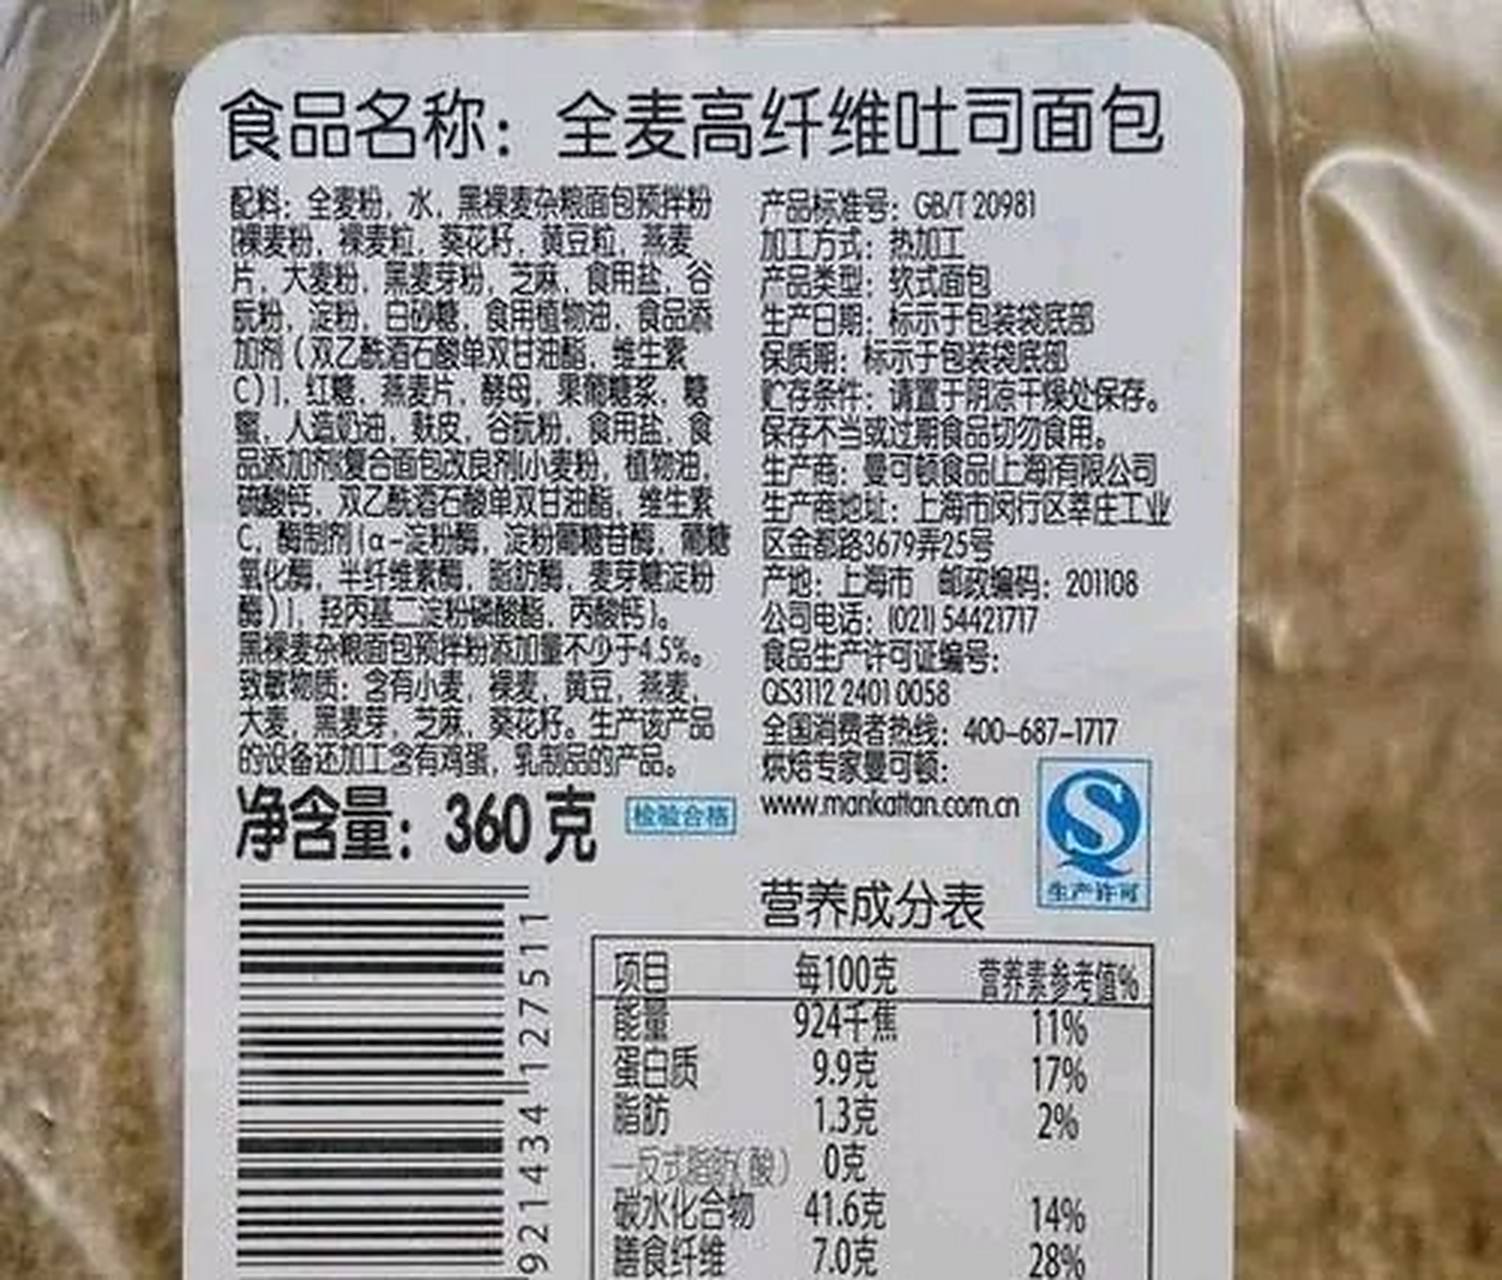 食品名称：全麦高纤维吐司面包
配料：全麦粉，水，黑裸麦杂粮面包预拌粉
[裸麦粉，裸麦粒，葵花籽，黄豆粒，燕麦
片，大麦粉，黑麦芽粉，芝麻，食用盐，谷
朊粉，淀粉，白砂糖，食用植物油，食品添
加剂（双乙酰酒石酸单双甘油酯，维生素
C）]，红糖，燕麦片，酵母，果葡糖浆，糖
蜜，人造奶油，麸皮，谷朊粉，食用盐，食
品添加剂[复合面包改良剂(小麦粉，植物油，
硫酸钙，双乙酰酒石酸单双甘油酯，维生素
C，酶制剂(α-淀粉酶，淀粉葡糖苷酶，葡糖
氧化酶，半纤维素酶，脂肪酶，麦芽糖淀粉
酶)），羟丙基二淀粉磷酸酯，丙酸钙]。
黑裸麦杂粮面包预拌粉添加量不少于4.5%。
致敏物质：含有小麦，裸麦，黄豆，燕麦，
大麦，黑麦芽，芝麻，葵花籽。生产该产品
的设备还加工含有鸡蛋，乳制品的产品。
净含量：360克
检验合格
产品标准号：GB/T 20981
加工方式：热加工
产品类型：软式面包
生产日期：标示于包装袋底部
保质期：标示于包装袋底部
贮存条件：请置于阴凉干燥处保存。
保存不当或过期食品切勿食用。
生产商：曼可顿食品(上海)有限公司
生产商地址：上海市闵行区莘庄工业
区金都路3679弄25号
产地：上海市 邮政编码：201108
公司电话：(021) 54421717
食品生产许可证编号：
QS3112 2401 0058
全国消费者热线：400-687-1717
烘焙专家曼可顿：
www.mankattan.com.cn
生产许可
921434 127511
营养成分表
项目 每100克 营养素参考值%
能量 924千焦 11%
蛋白质 9.9克 17%
脂肪 1.3克 2%
—反式脂肪(酸) 0克
碳水化合物 41.6克 14%
膳食纤维 7.0克 28%